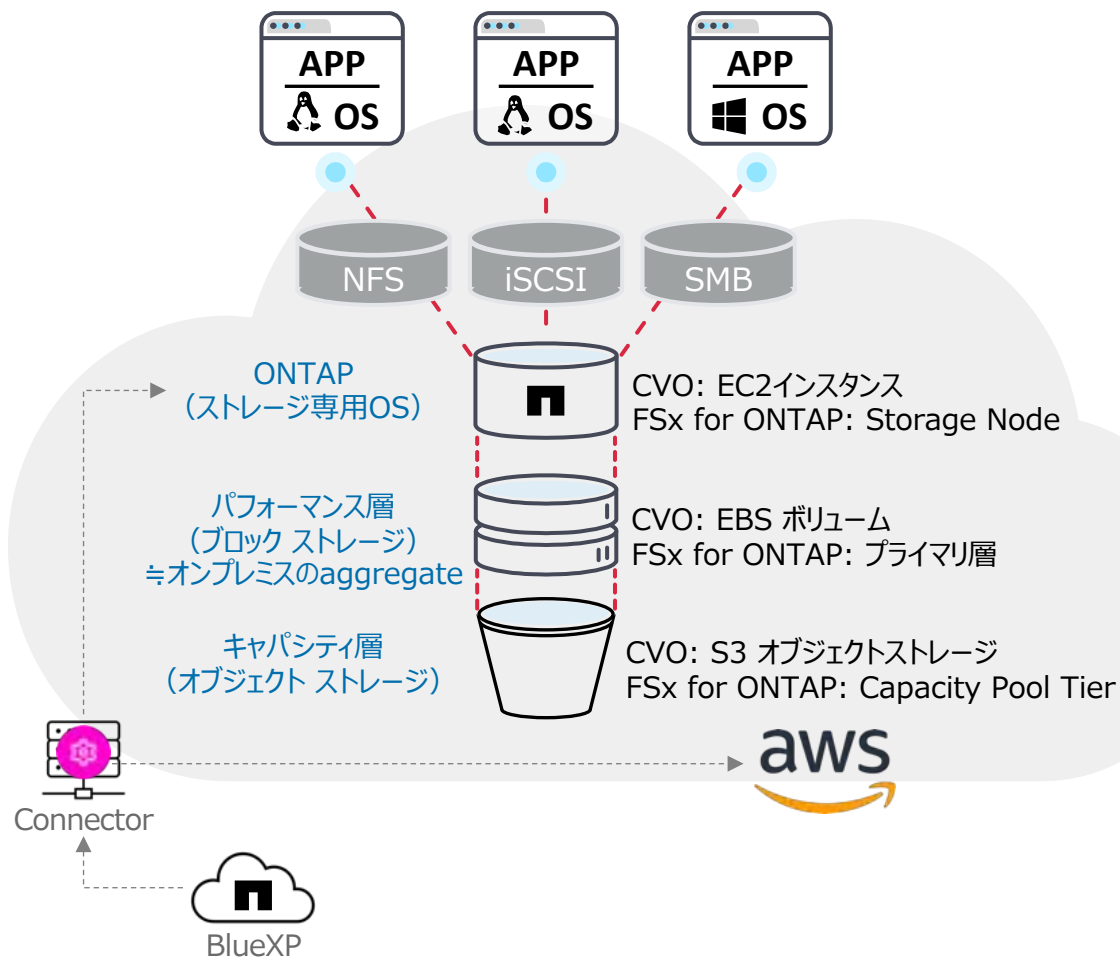 APP
OS
APP
OS
APP
OS
NFS
iSCSI
SMB
ONTAP
（ストレージ専用OS）
CVO: EC2インスタンス
FSx for ONTAP: Storage Node
パフォーマンス層
（ブロック ストレージ）
≒オンプレミスのaggregate
CVO: EBS ボリューム
FSx for ONTAP: プライマリ層
キャパシティ層
（オブジェクト ストレージ）
CVO: S3 オブジェクトストレージ
FSx for ONTAP: Capacity Pool Tier
aws
Connector
BlueXP